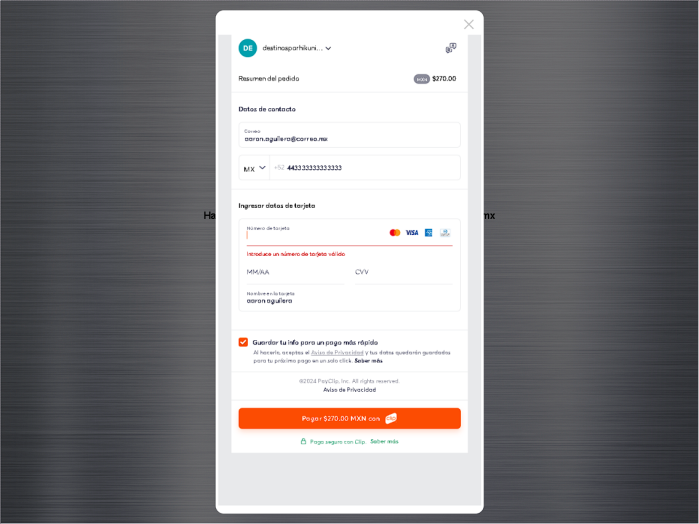 DE destinosporhikuni...
Resumen del pedido MXN $270.00
Datos de contacto
Correo
aaron.aguilera@correo.mx
MX +52 4433333333333333
Ha mx
Ingresar datos de tarjeta
Número de tarjeta
VISA
Introduce un número de tarjeta válido
MM/AA CVV
Nombre en tu tarjeta
aaron aguilera
Guardar tu info para un pago más rápido
Al hacerlo, aceptas el Aviso de Privacidad y tus datos quedarán guardados
para tu próximo pago en un solo click. Saber más
©2024 PayClip, Inc. All rights reserved.
Aviso de Privacidad
Pagar $270.00 MXN con
Pago seguro con Clip. Saber más